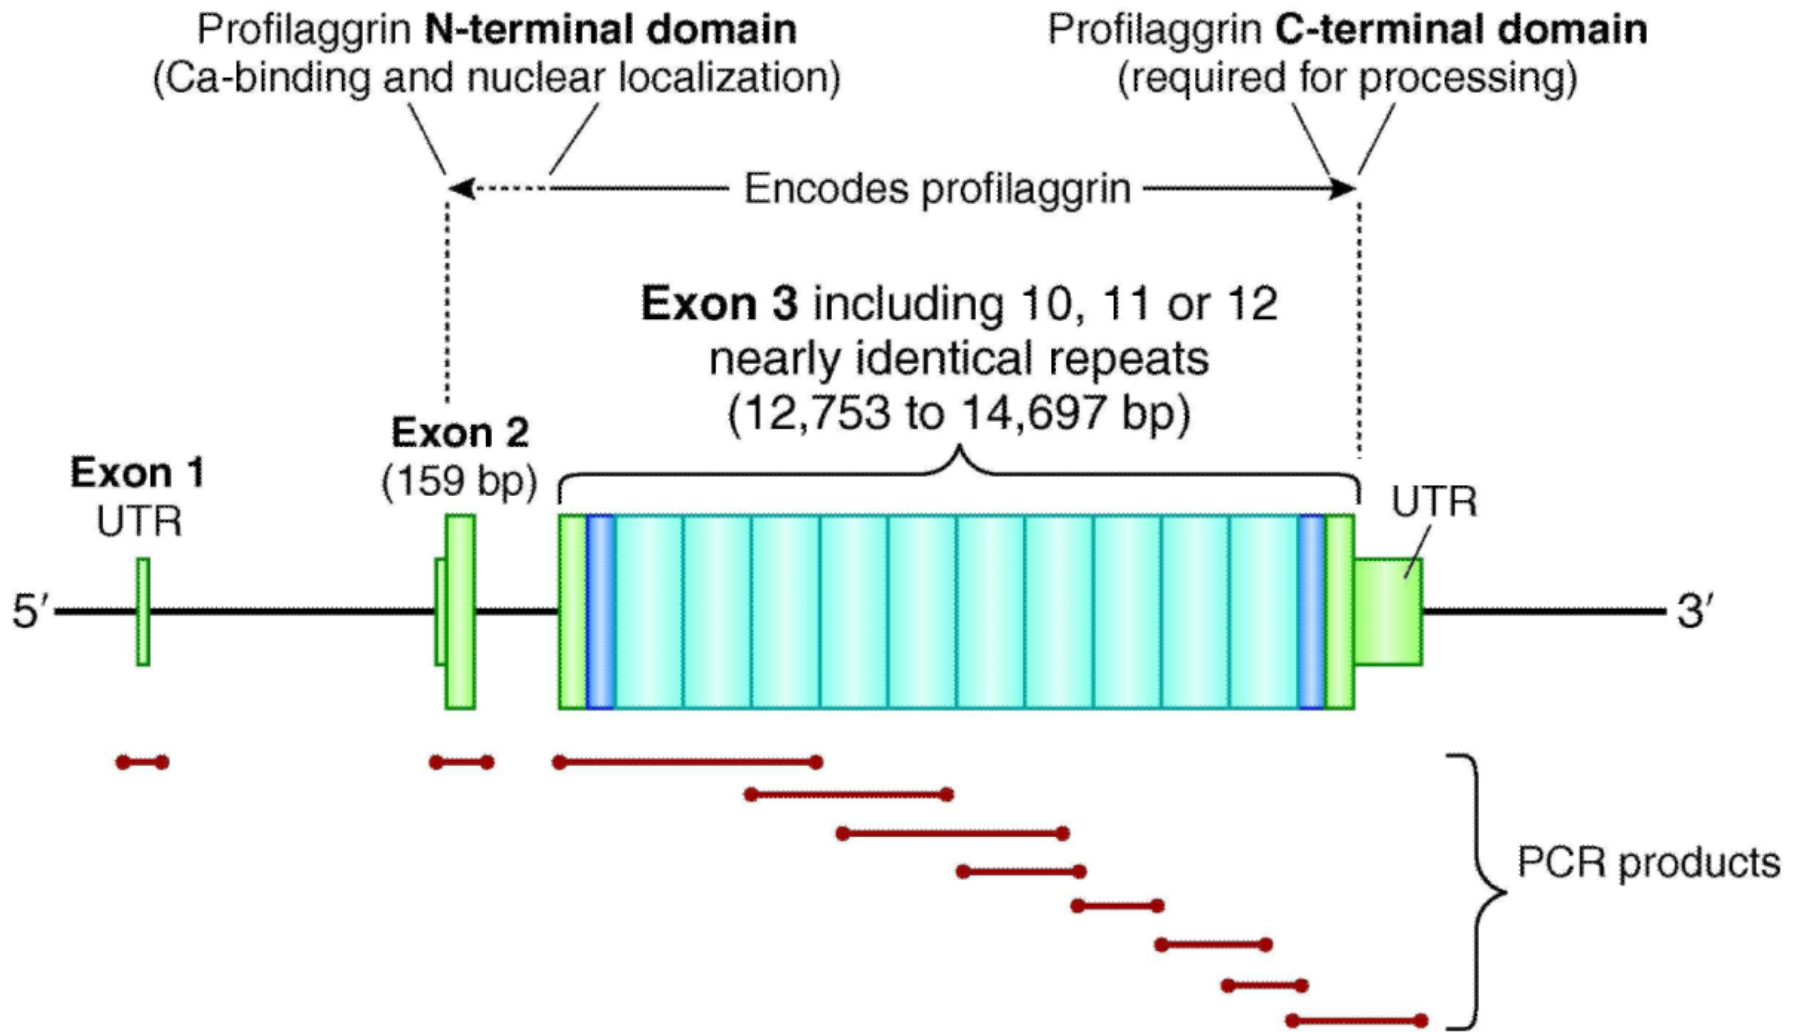 Profilaggrin N-terminal domain
(Ca-binding and nuclear localization)
Profilaggrin C-terminal domain
(required for processing)
Encodes profilaggrin
Exon 3 including 10, 11 or 12
nearly identical repeats
(12,753 to 14,697 bp)
Exon 2
(159 bp)
Exon 1
UTR
UTR
5′
3′
PCR products